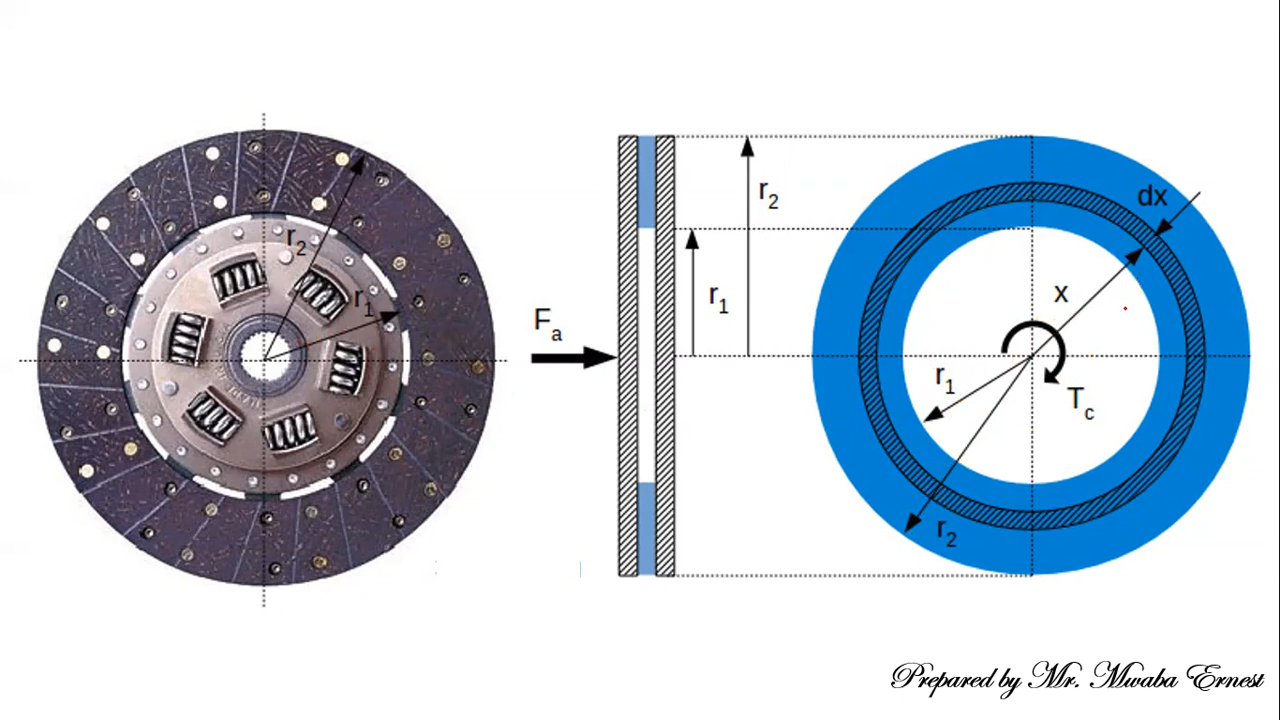 r2
r1
Fa
r2
r1
dx
x
r1
Tc
r2
Prepared by Mr. Mwaba Ernest